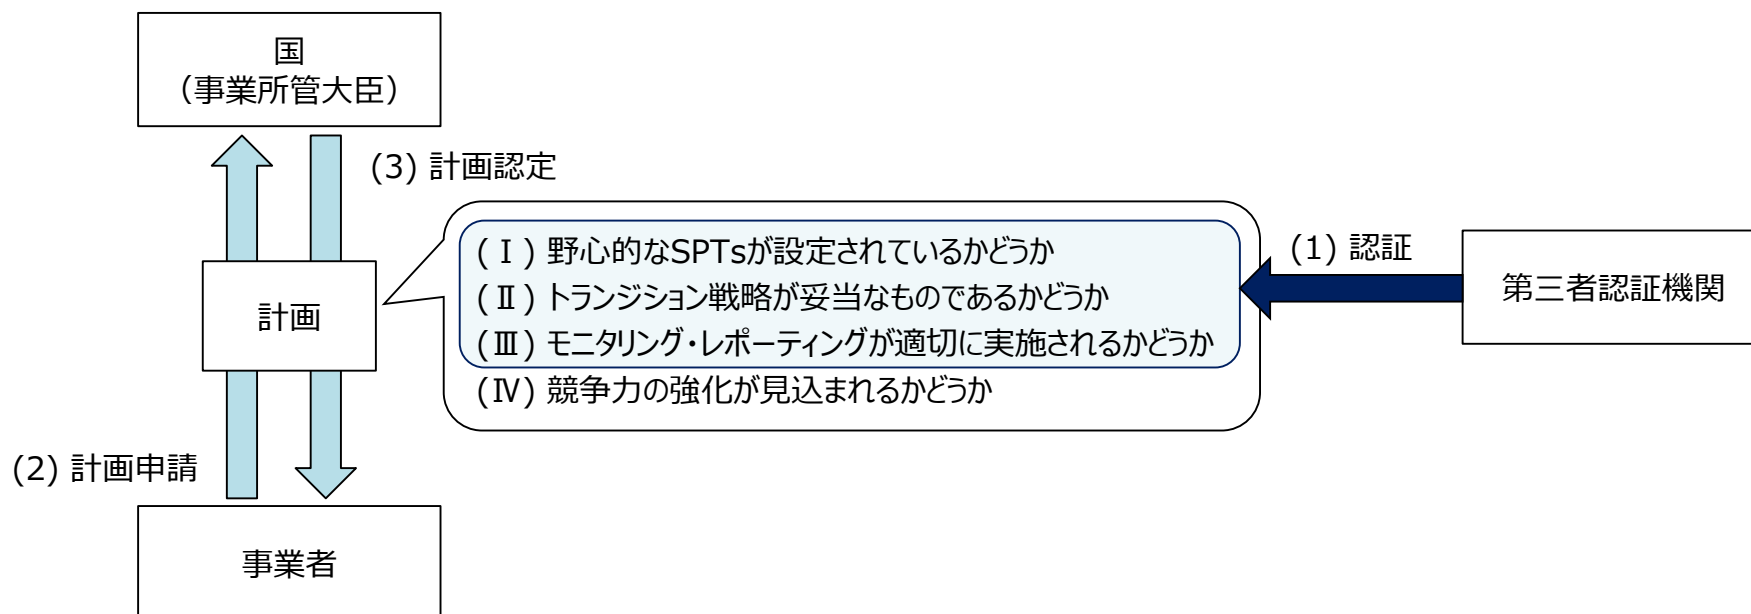 国
（事業所管大臣）
(3) 計画認定
(Ⅰ) 野心的なSPTsが設定されているかどうか
(1) 認証
(Ⅱ) トランジション戦略が妥当なものであるかどうか
第三者認証機関
計画
(Ⅲ) モニタリング・レポーティングが適切に実施されるかどうか
(Ⅳ) 競争力の強化が見込まれるかどうか
(2) 計画申請
事業者